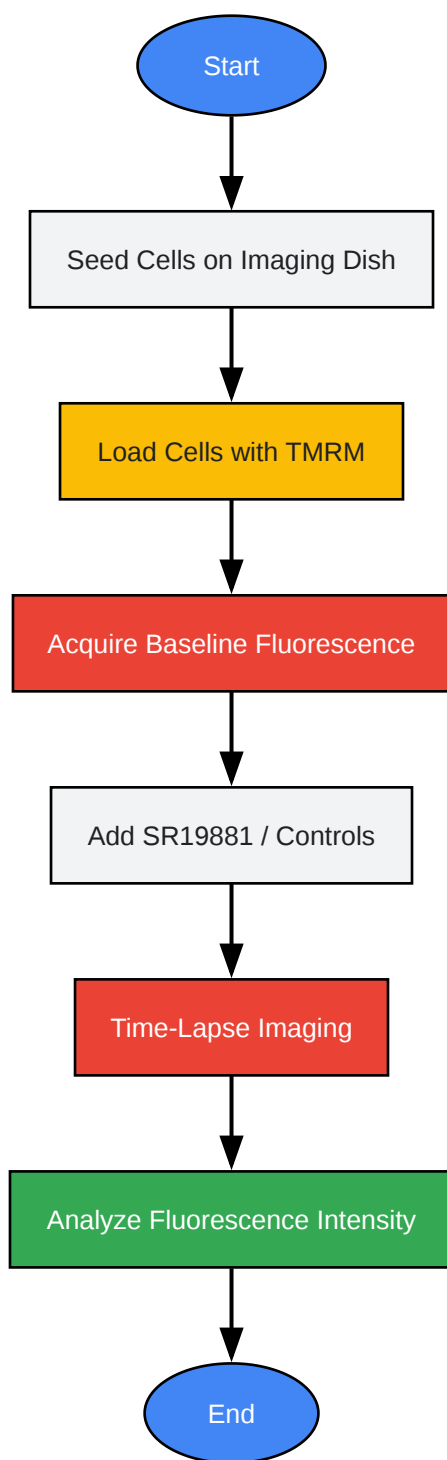 Start
Seed Cells on Imaging Dish
Load Cells with TMRM
Acquire Baseline Fluorescence
Add SR19881 / Controls
Time-Lapse Imaging
Analyze Fluorescence Intensity
End